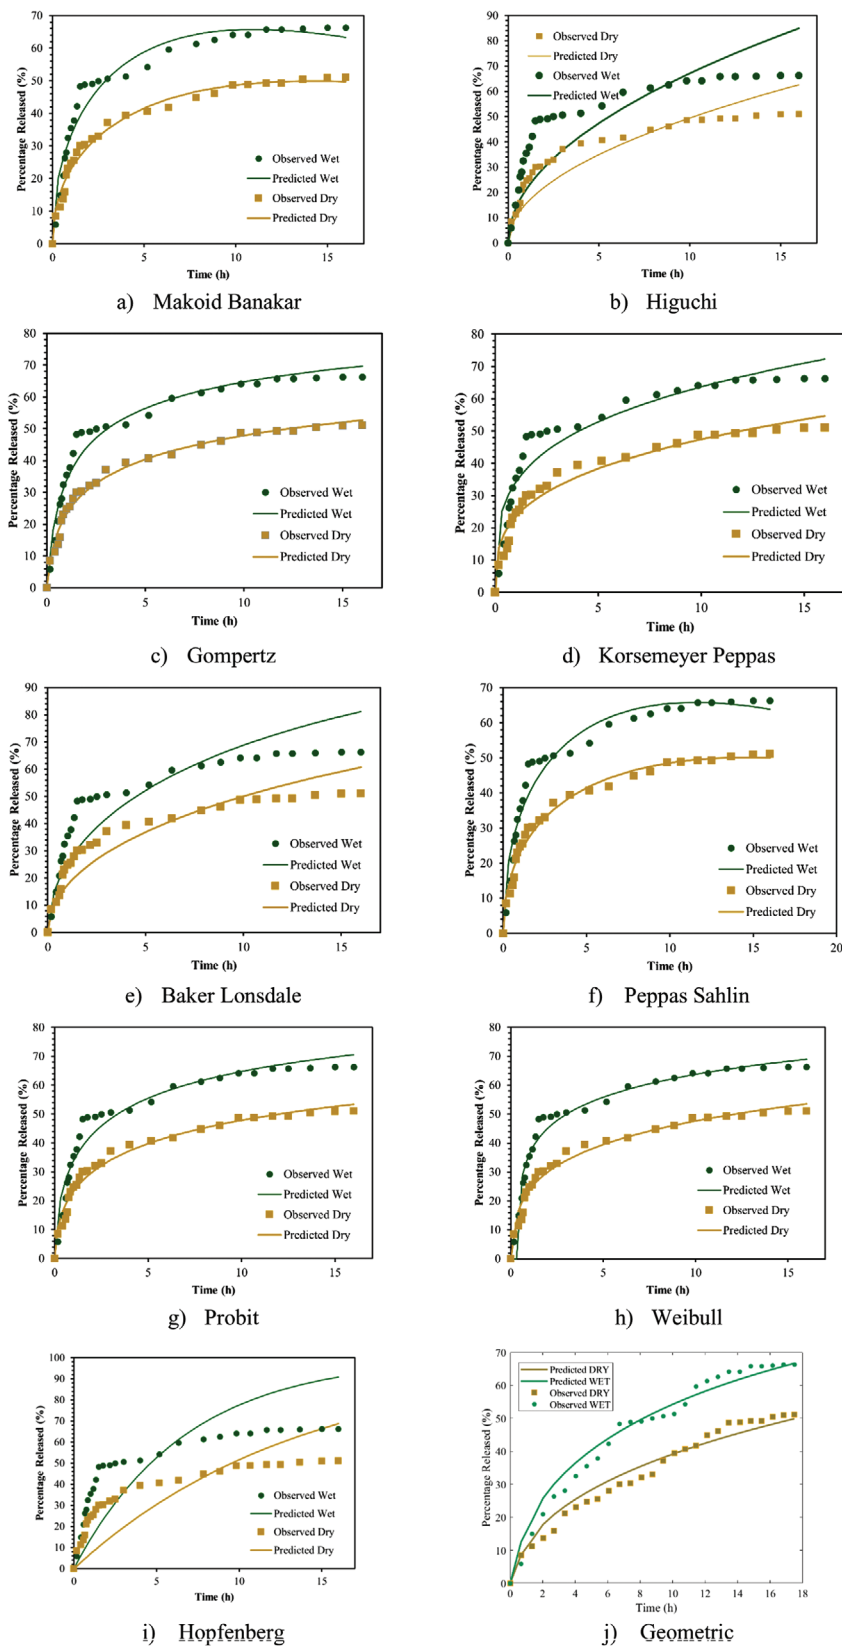 Percentage Released (%)
70
60
50
40
30
20
10
0
Observed Wet
Predicted Wet
Observed Dry
Predicted Dry
0 5 10 15
Time (h)
a) Makoid Banakar
Percentage Released (%)
90
80
70
60
50
40
30
20
10
0
Observed Dry
Predicted Dry
Observed Wet
Predicted Wet
0 5 10 15
Time (h)
b) Higuchi
Percentage Released (%)
80
70
60
50
40
30
20
10
0
Observed Wet
Predicted Wet
Observed Dry
Predicted Dry
0 5 10 15
Time (h)
c) Gompertz
Percentage Released (%)
80
70
60
50
40
30
20
10
0
Observed Wet
Predicted Wet
Observed Dry
Predicted Dry
0 5 10 15
Time (h)
d) Korsemeyer Peppas
Percentage Released (%)
90
80
70
60
50
40
30
20
10
0
Observed Wet
Predicted Wet
Observed Dry
Predicted Dry
0 5 10 15
Time (h)
e) Baker Lonsdale
Percentage Released (%)
70
60
50
40
30
20
10
0
Observed Wet
Predicted Wet
Observed Dry
Predicted Dry
0 5 10 15 20
Time (h)
f) Peppas Sahlin
Percentage Released (%)
80
70
60
50
40
30
20
10
0
Observed Wet
Predicted Wet
Observed Dry
Predicted Dry
0 5 10 15
Time (h)
g) Probit
Percentage Released (%)
80
70
60
50
40
30
20
10
0
Observed Wet
Predicted Wet
Observed Dry
Predicted Dry
0 5 10 15
Time (h)
h) Weibull
Percentage Released (%)
100
90
80
70
60
50
40
30
20
10
0
Observed Wet
Predicted Wet
Observed Dry
Predicted Dry
0 5 10 15
Time (h)
i) Hopfenberg
Percentage Released (%)
70
60
50
40
30
20
10
0
Predicted DRY
Predicted WET
Observed DRY
Observed WET
0 2 4 6 8 10 12 14 16 18
Time (h)
j) Geometric